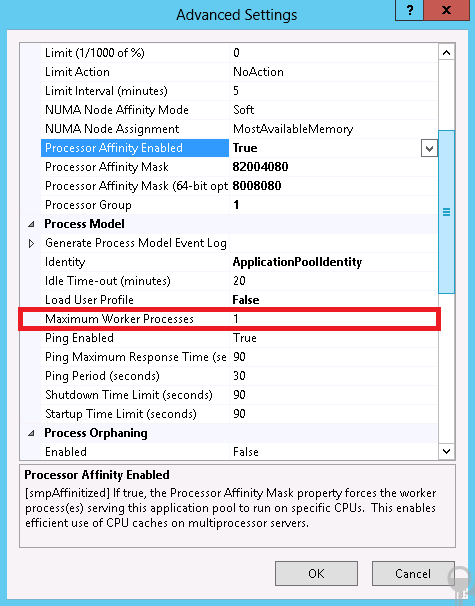 Advanced Settings
?
x
Limit (1/1000 of %) 0
Limit Action NoAction
Limit Interval (minutes) 5
NUMA Node Affinity Mode Soft
NUMA Node Assignment MostAvailableMemory
Processor Affinity Enabled True
Processor Affinity Mask 82004080
Processor Affinity Mask (64-bit opt 8008080
Processor Group 1
Process Model
Generate Process Model Event Log
Identity ApplicationPoolIdentity
Idle Time-out (minutes) 20
Load User Profile False
Maximum Worker Processes 1
Ping Enabled True
Ping Maximum Response Time (se 90
Ping Period (seconds) 30
Shutdown Time Limit (seconds) 90
Startup Time Limit (seconds) 90
Process Orphaning
Enabled False
Processor Affinity Enabled
[smpAffinitized] If true, the Processor Affinity Mask property forces the worker
process(es) serving this application pool to run on specific CPUs. This enables
efficient use of CPU caches on multiprocessor servers.
OK Cancel